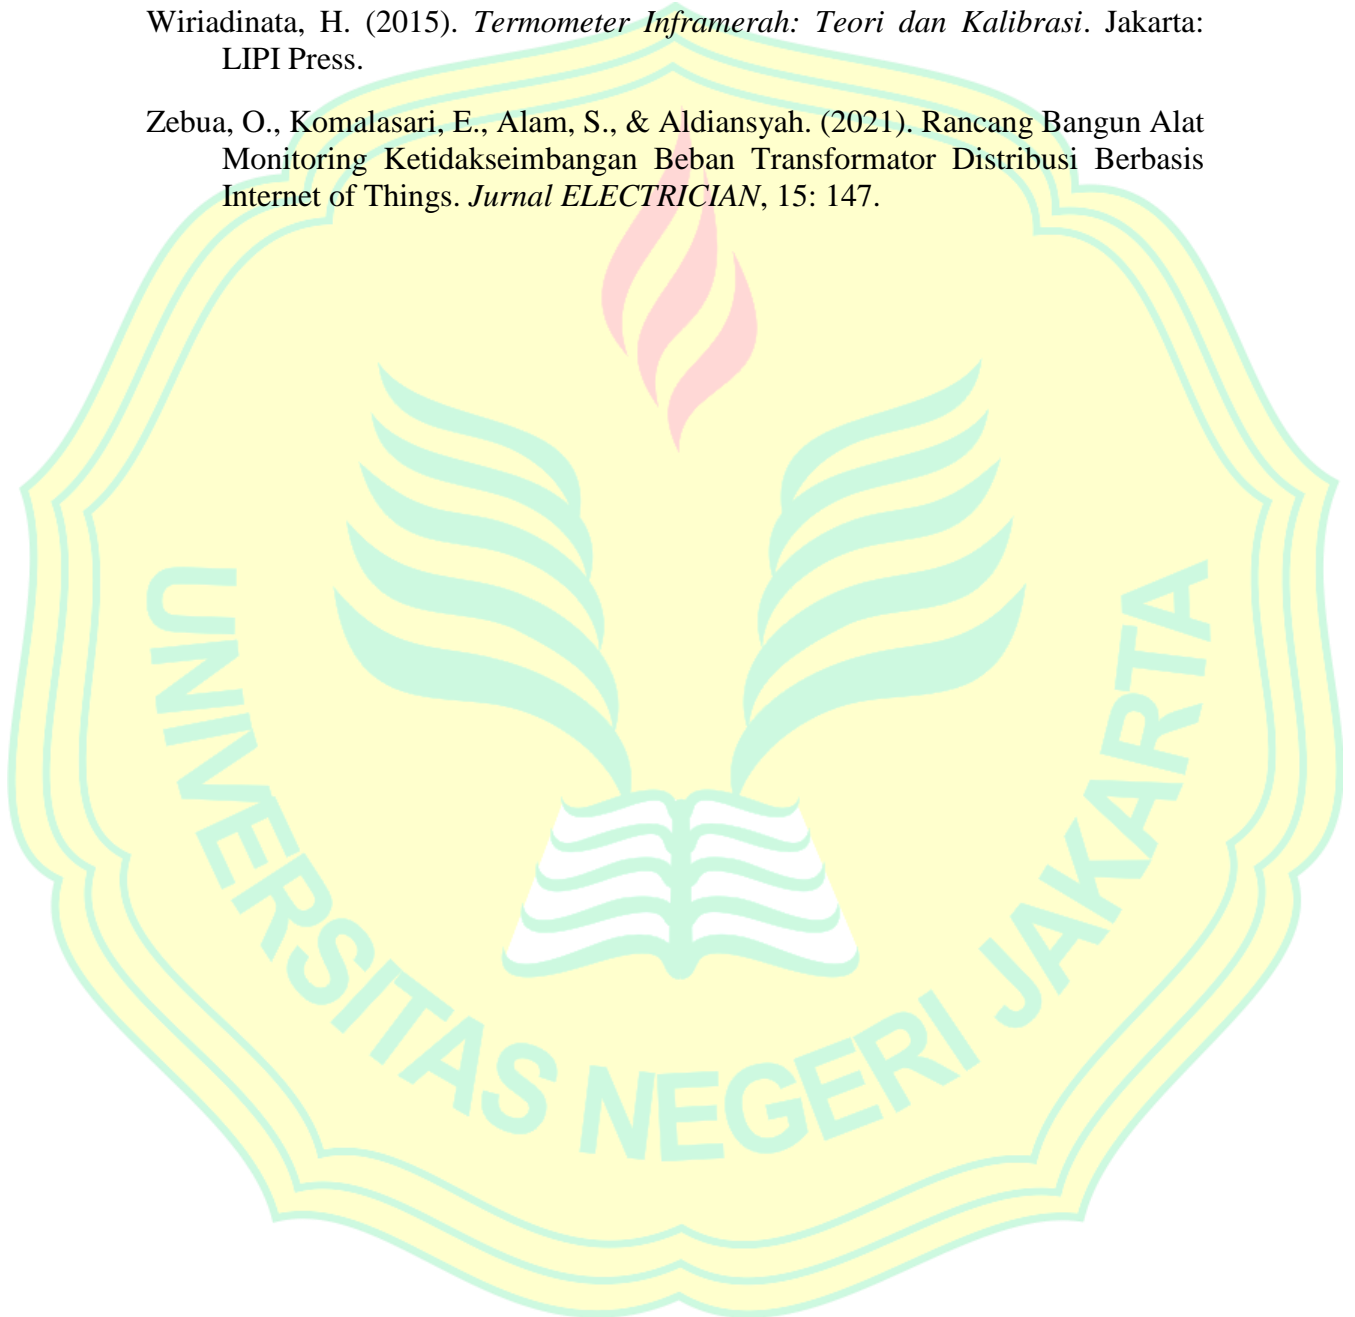 Wiriadinata, H. (2015). Termometer Inframerah: Teori dan Kalibrasi. Jakarta:
LIPI Press.
Zebua, O., Komalasari, E., Alam, S., & Aldiansyah. (2021). Rancang Bangun Alat
Monitoring Ketidakseimbangan Beban Transformator Distribusi Berbasis
Internet of Things. Jurnal ELECTRICIAN, 15: 147.
UNIVERSITAS NEGERI JAKARTA